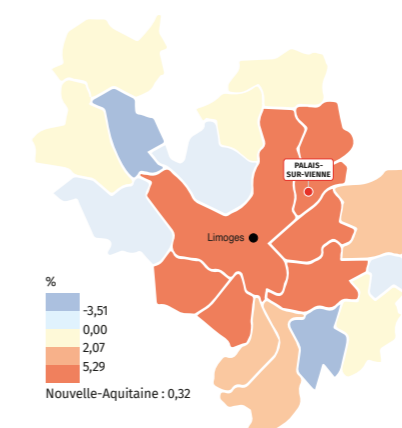 PALAIS-
SUR-VIENNE
Limoges
%
-3,51
0,00
2,07
5,29
Nouvelle-Aquitaine : 0,32